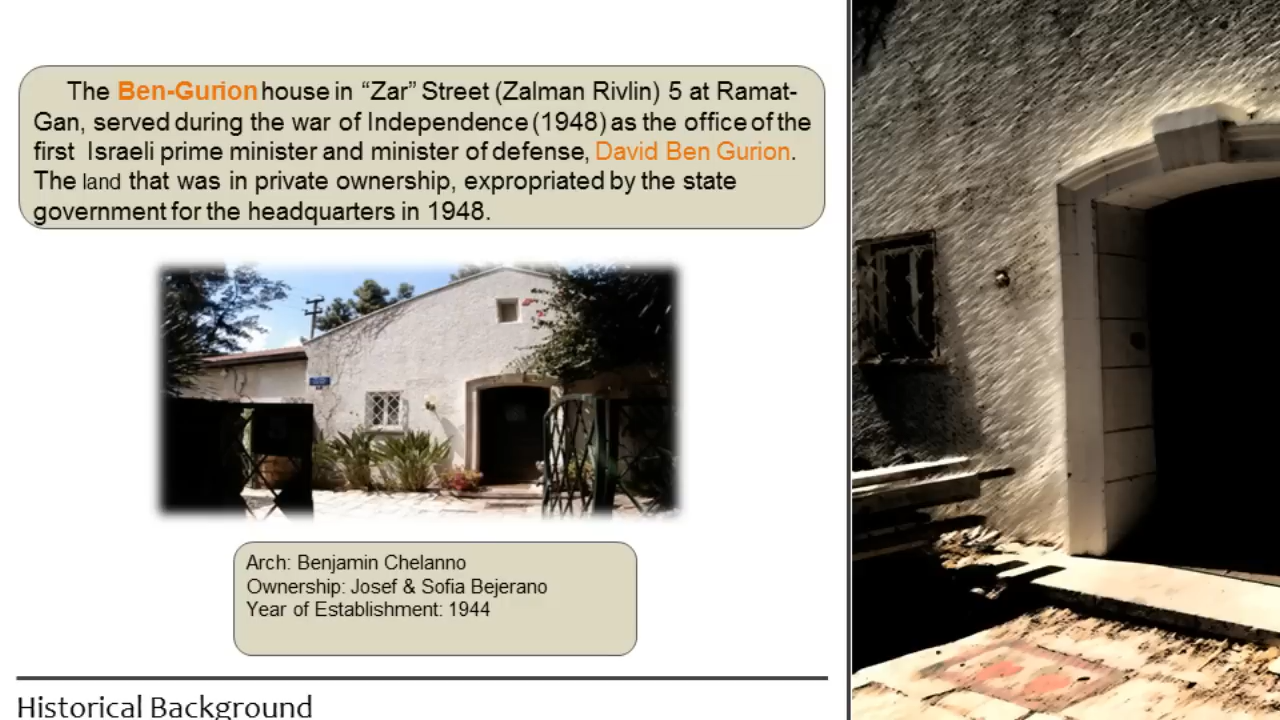 The Ben-Gurion house in “Zar” Street (Zalman Rivlin) 5 at Ramat-
Gan, served during the war of Independence (1948) as the office of the
first Israeli prime minister and minister of defense, David Ben Gurion.
The land that was in private ownership, expropriated by the state
government for the headquarters in 1948.
Arch: Benjamin Chelanno
Ownership: Josef & Sofia Bejerano
Year of Establishment: 1944
Historical Background